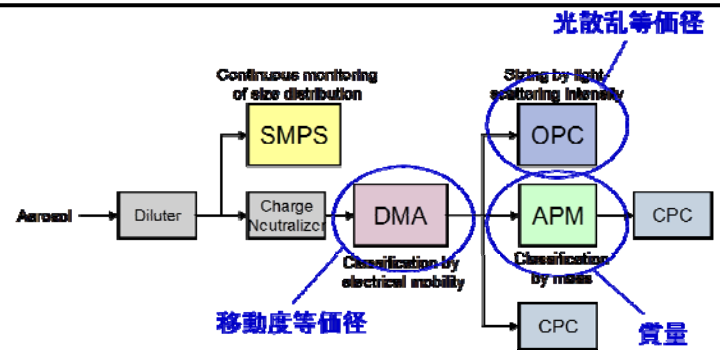 光散乱等価径
Continuous monitoring
of size distribution
Sizing by light-
scattering intensity
SMPS
OPC
Aerosol
Diluter
Charge
Neutralizer
DMA
APM
CPC
Classification by
electrical mobility
Classification
by mass
移動度等価径
CPC
質量